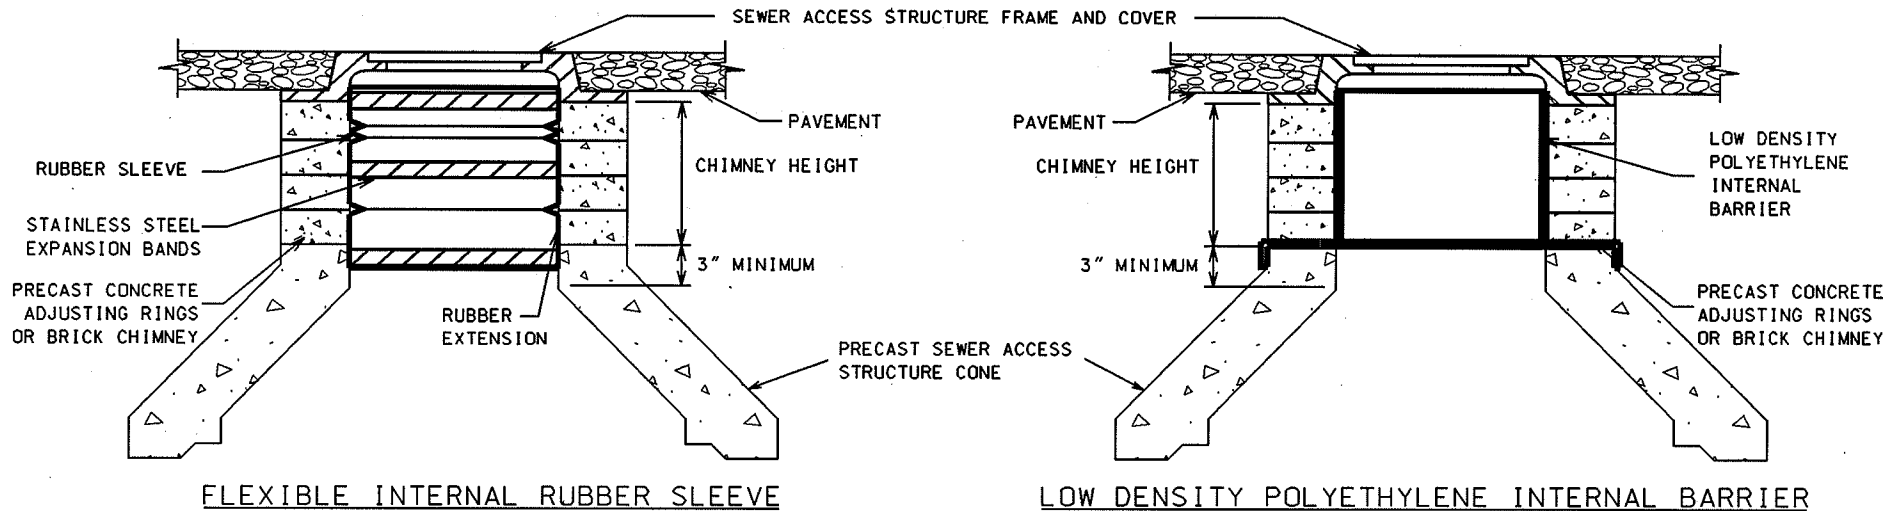 SEWER ACCESS STRUCTURE FRAME AND COVER
PAVEMENT
RUBBER SLEEVE
CHIMNEY HEIGHT
STAINLESS STEEL
EXPANSION BANDS
3" MINIMUM
PRECAST CONCRETE
ADJUSTING RINGS
OR BRICK CHIMNEY
RUBBER
EXTENSION
PRECAST SEWER ACCESS
STRUCTURE CONE
FLEXIBLE INTERNAL RUBBER SLEEVE
PAVEMENT
CHIMNEY HEIGHT
LOW DENSITY
POLYETHYLENE
INTERNAL
BARRIER
3" MINIMUM
PRECAST CONCRETE
ADJUSTING RINGS
OR BRICK CHIMNEY
LOW DENSITY POLYETHYLENE INTERNAL BARRIER